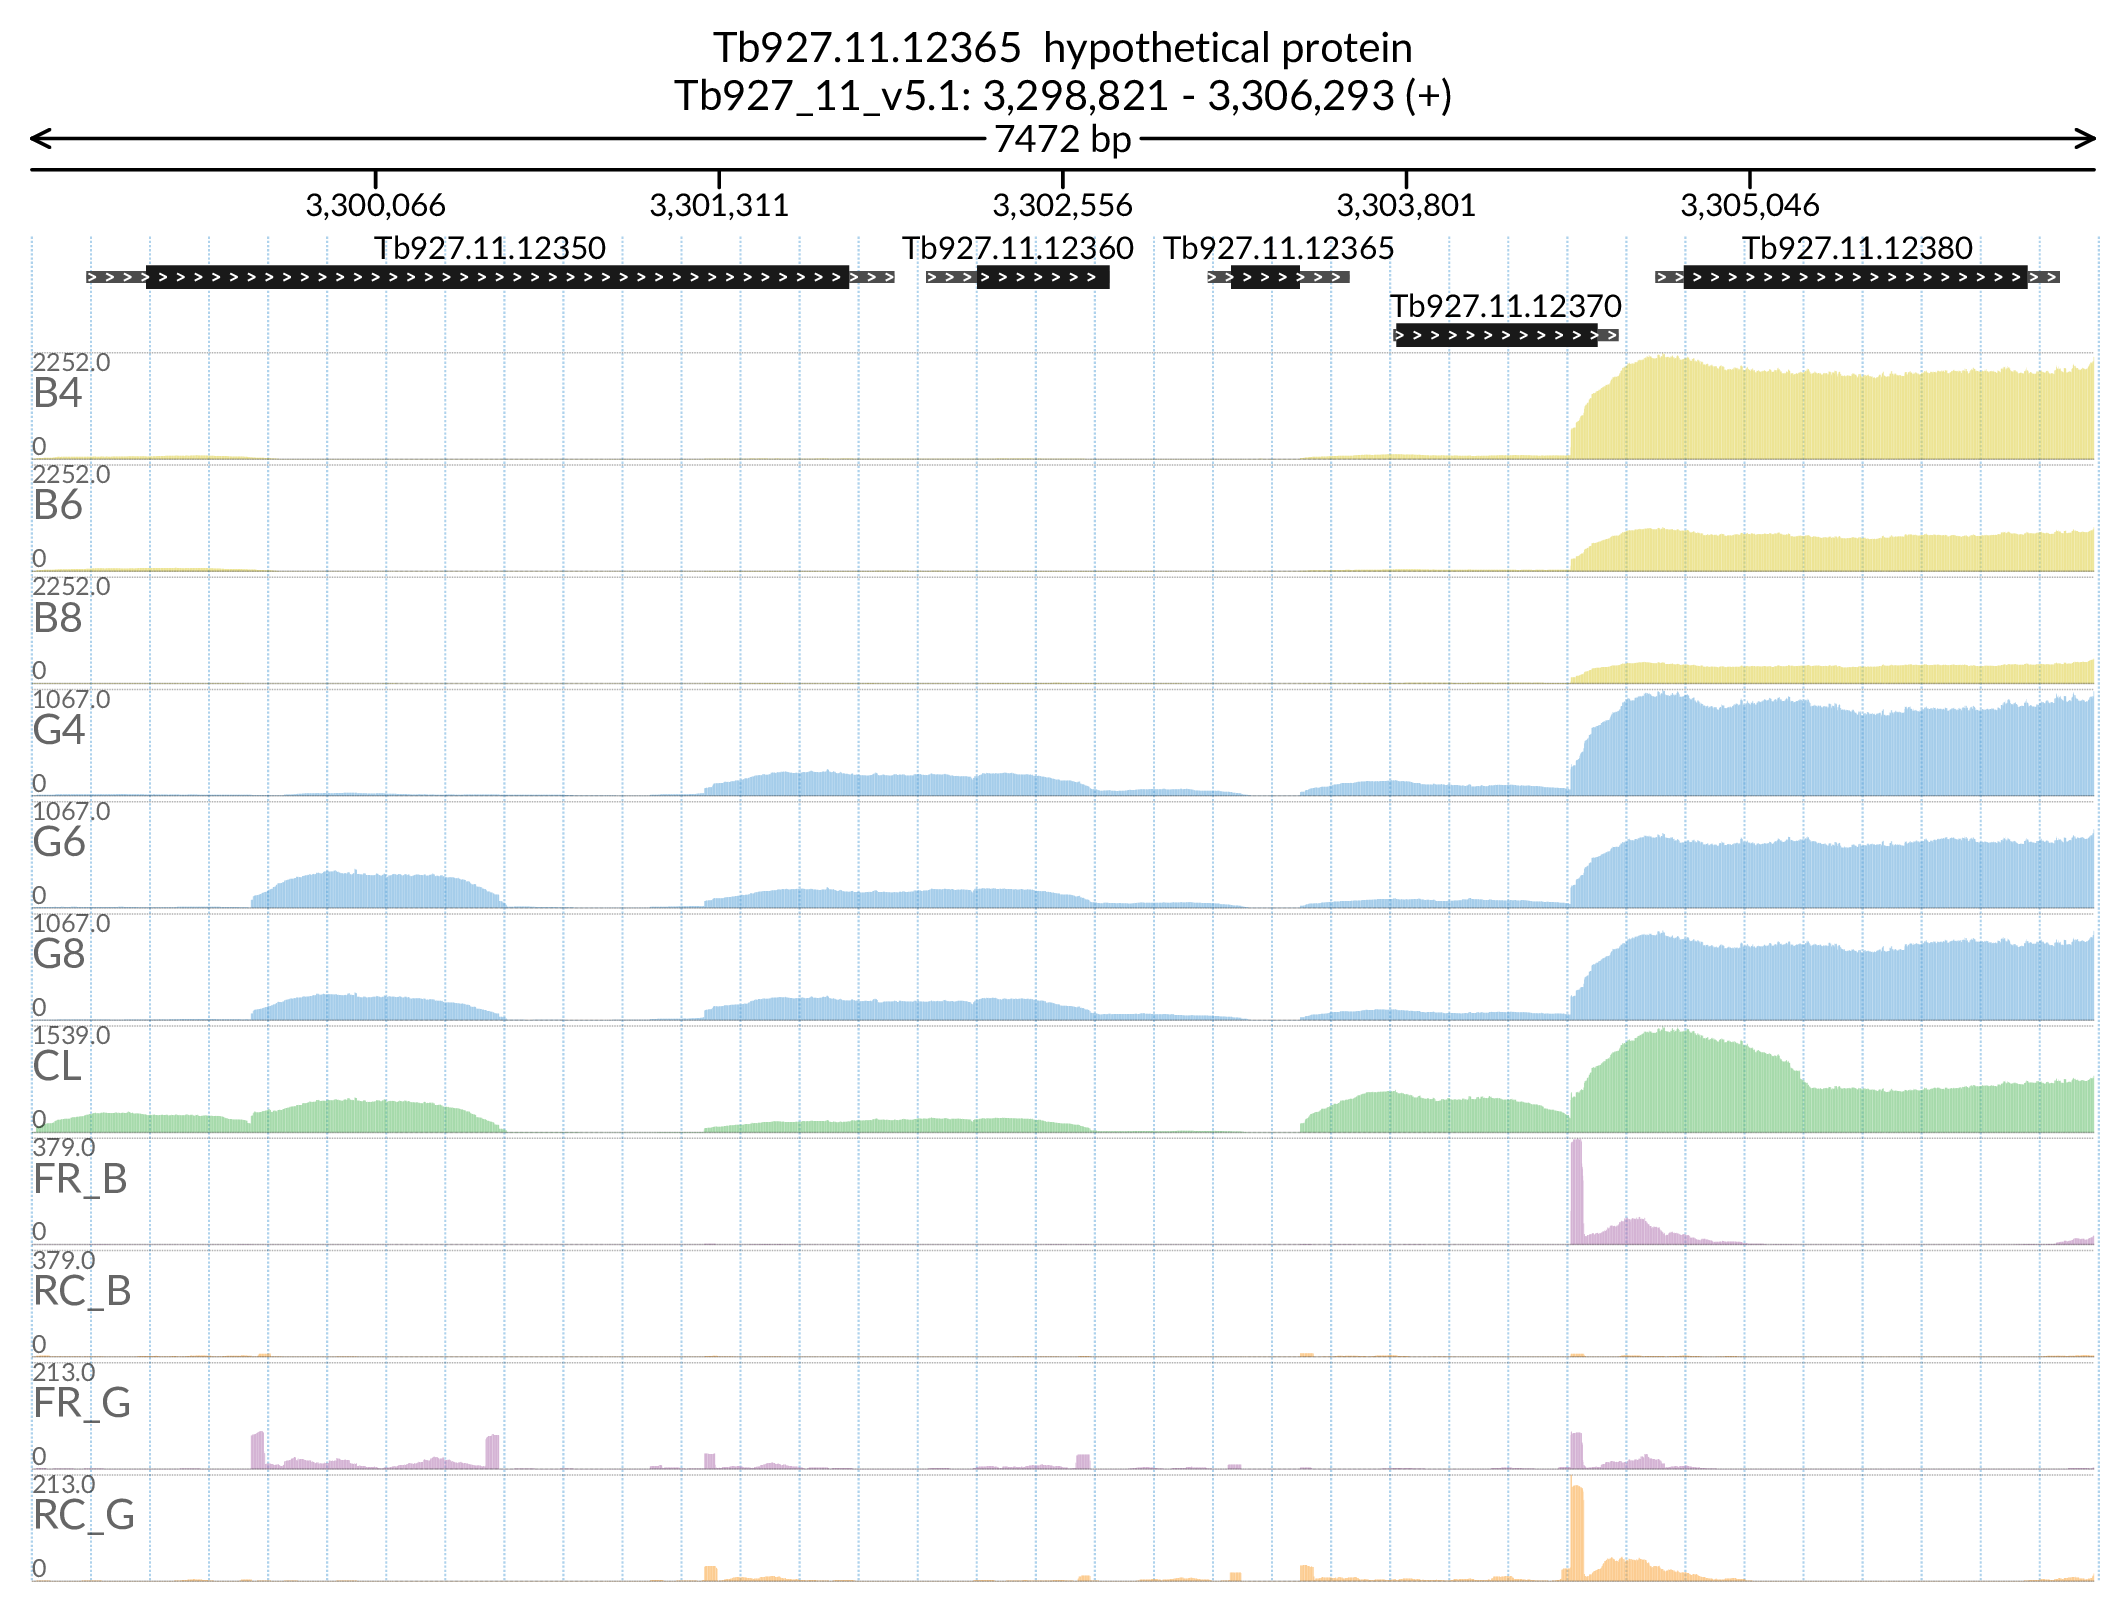 Tb927.11.12365 hypothetical protein
Tb927_11_v5.1: 3,298,821 - 3,306,293 (+)
7472 bp
3,300,066 3,301,311 3,302,556 3,303,801 3,305,046
Tb927.11.12350 Tb927.11.12360 Tb927.11.12365 Tb927.11.12380
Tb927.11.12370
2252.0
B4
0
2252.0
B6
0
2252.0
B8
0
1067.0
G4
0
1067.0
G6
0
1067.0
G8
0
1539.0
CL
0
379.0
FR_B
0
379.0
RC_B
0
213.0
FR_G
0
213.0
RC_G
0